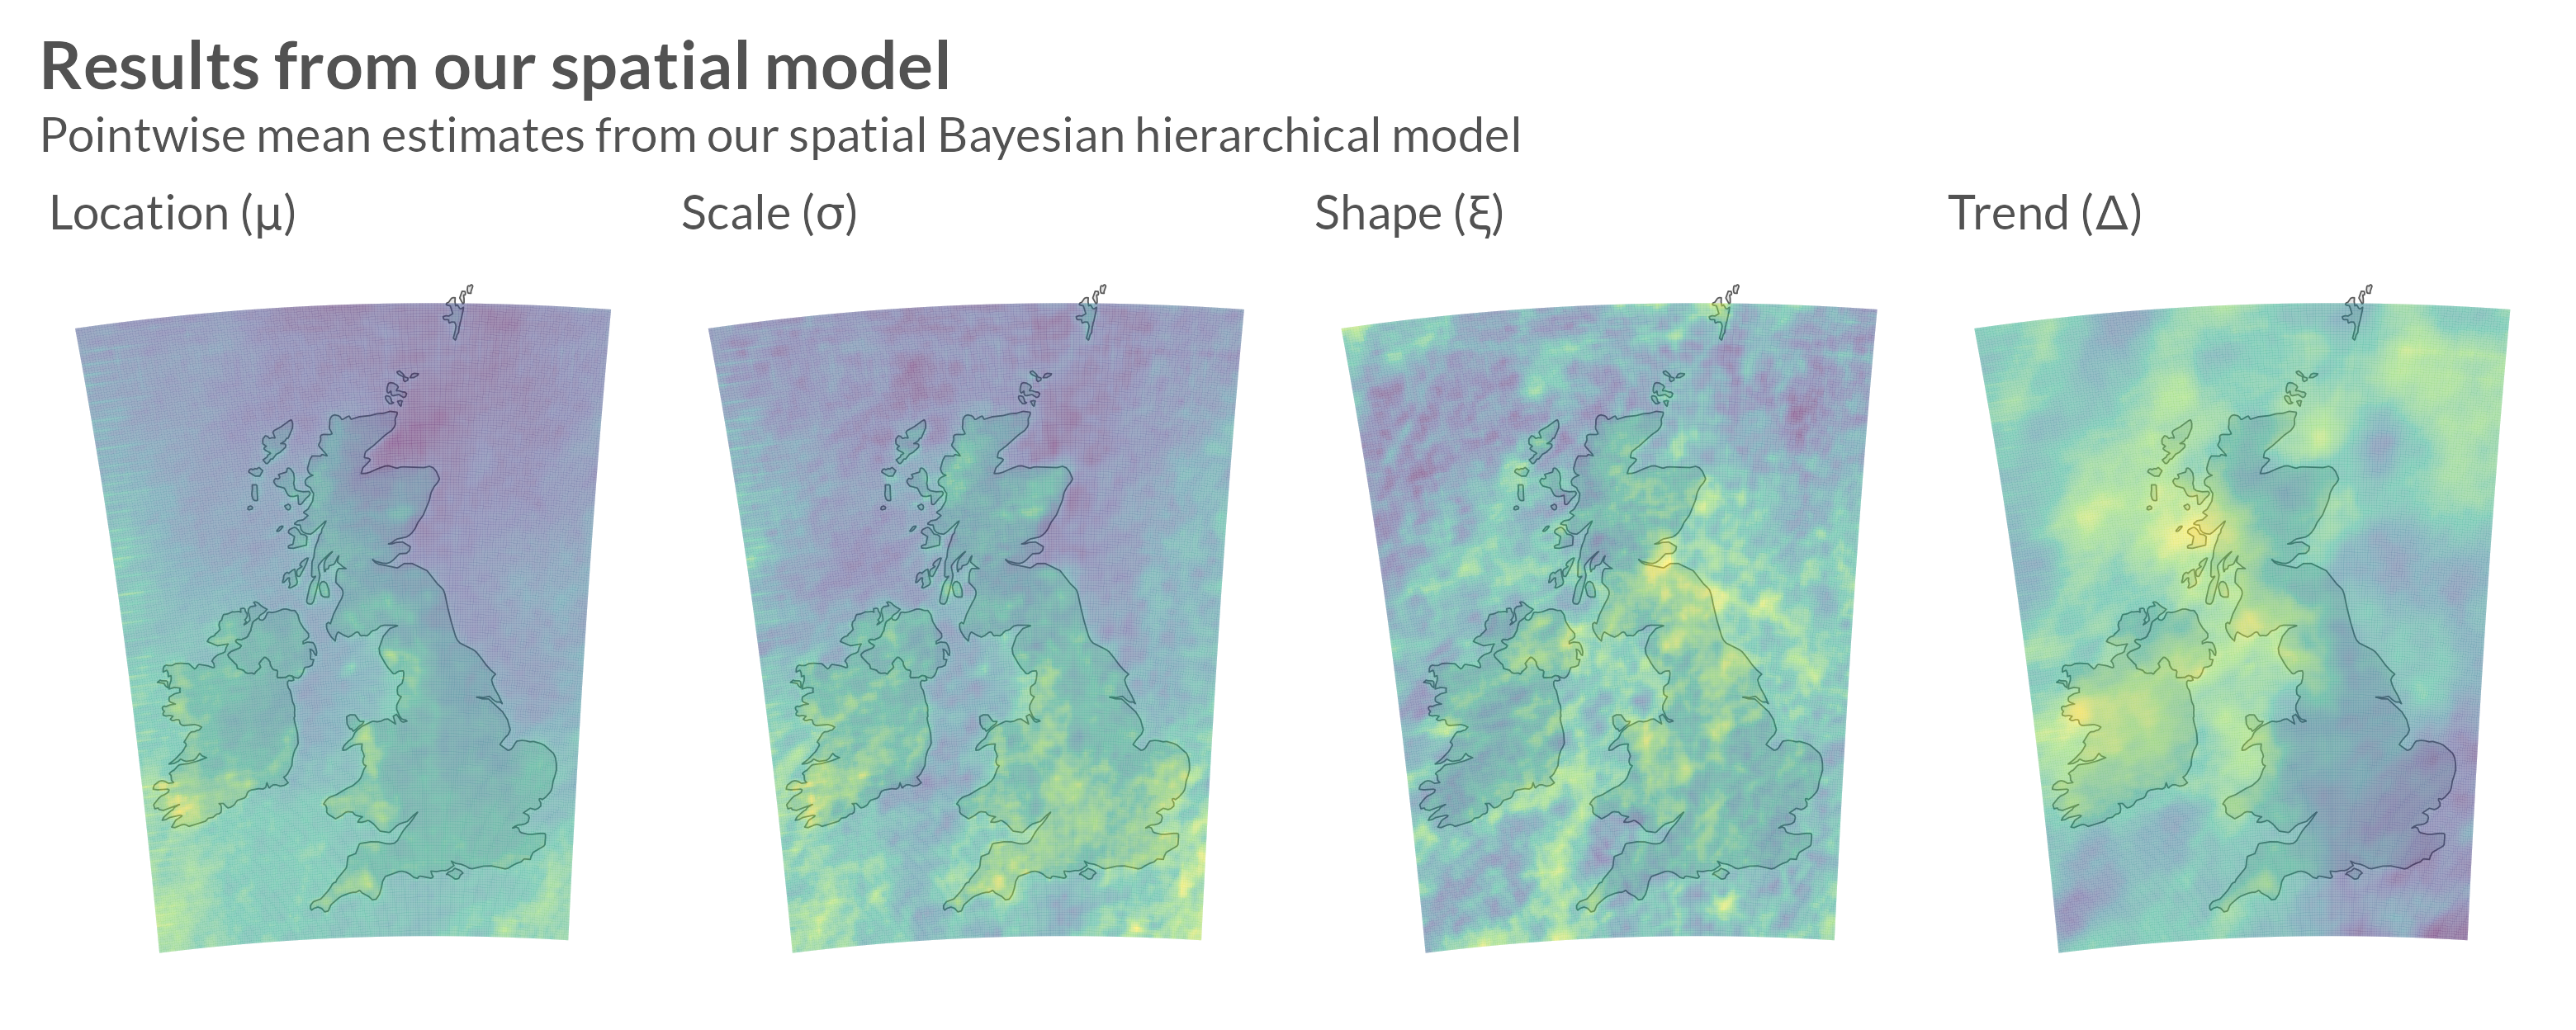 Results from our spatial model
Pointwise mean estimates from our spatial Bayesian hierarchical model
Location (μ)
Scale (σ)
Shape (ξ)
Trend (Δ)